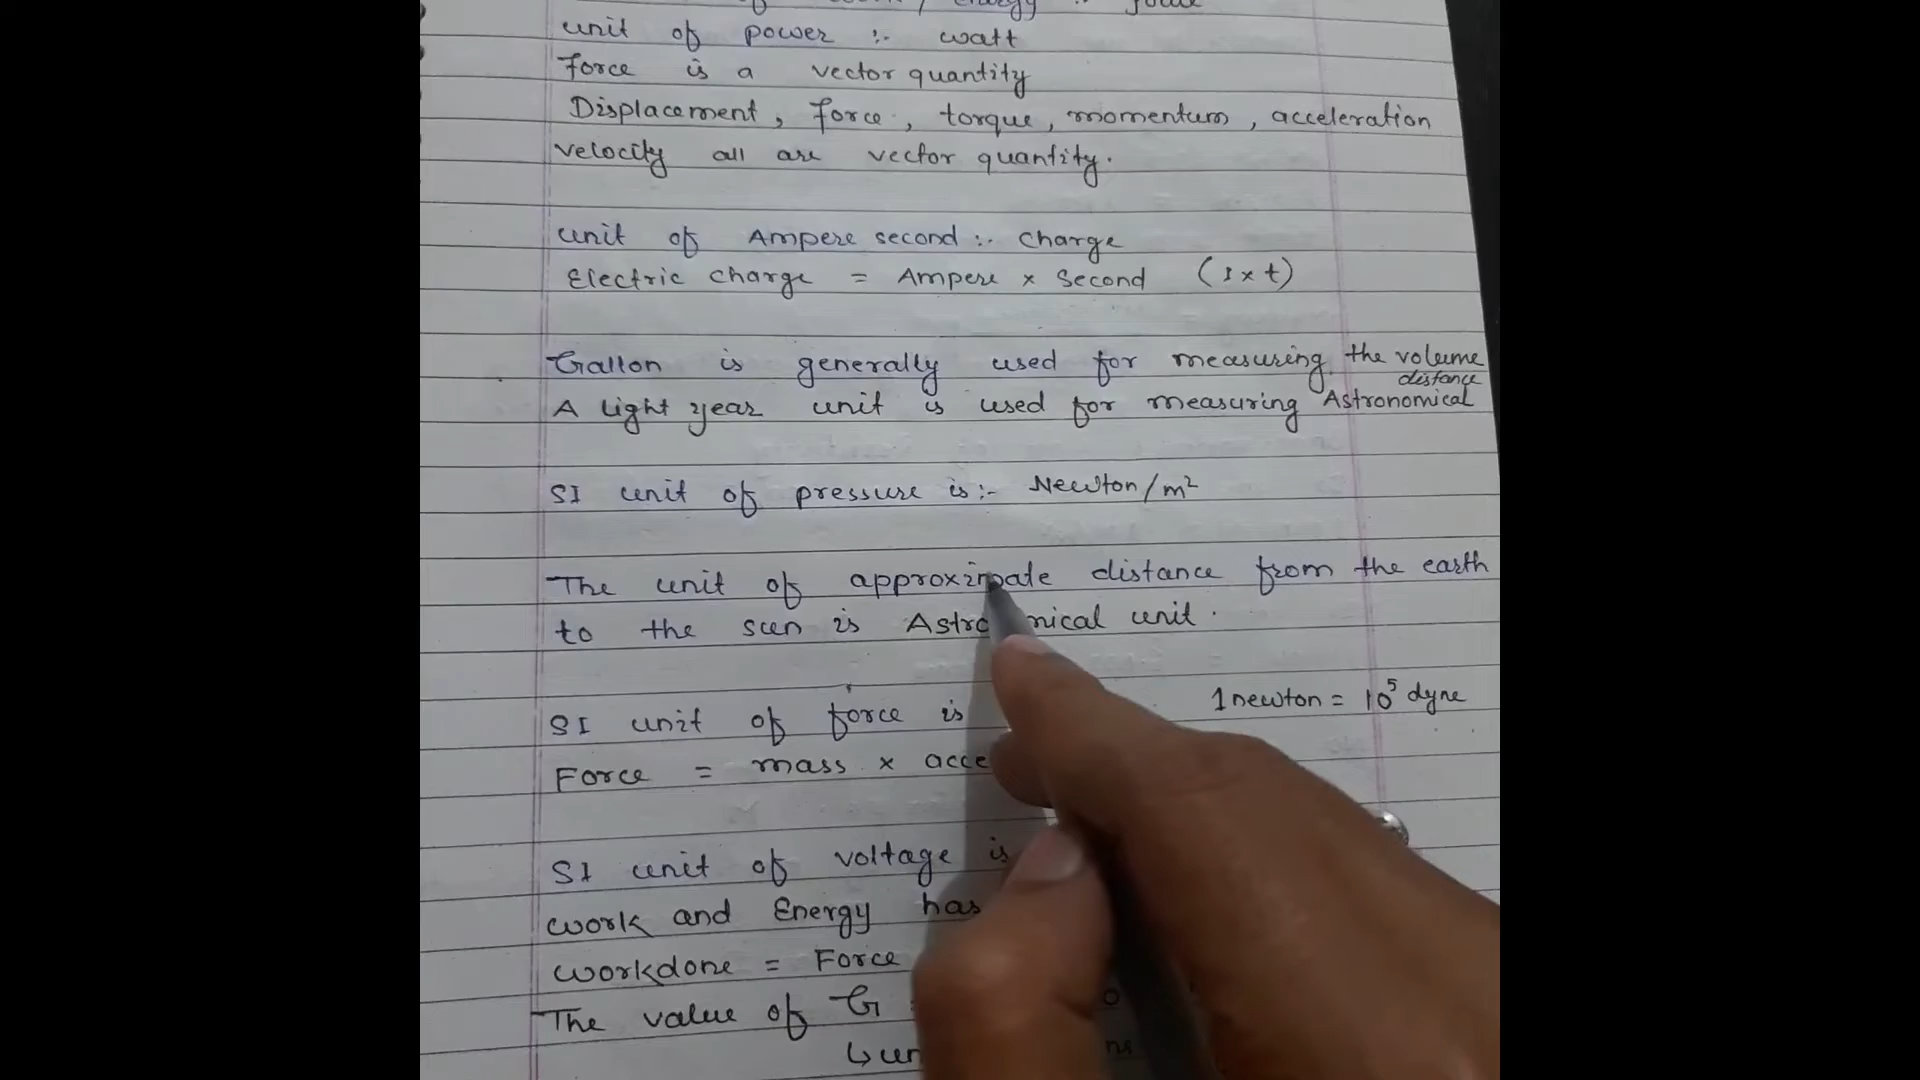 unit of power :- watt
force is a vector quantity
Displacement, force, torque, momentum, acceleration
velocity all are vector quantity.
unit of Ampere second :- charge
Electric charge = Ampere × Second (I × t)
Gallon is generally used for measuring the volume
distance
A light year unit is used for measuring Astronomical
SI unit of pressure is :- Newton/m²
The unit of approximate distance from the earth
to the sun is Astronomical unit.
SI unit of force is 1 newton = 10⁵ dyne
Force = mass ×
SI unit of voltage is
work and Energy has
workdone = Force
The value of G